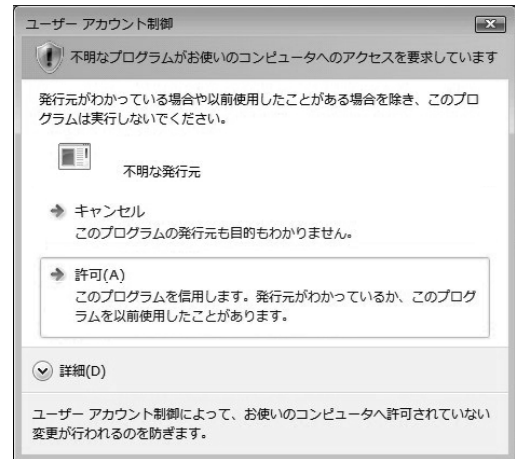 ユーザー アカウント制御
不明なプログラムがお使いのコンピュータへのアクセスを要求しています
発行元がわかっている場合や以前使用したことがある場合を除き、このプロ
グラムは実行しないでください。
不明な発行元
キャンセル
このプログラムの発行元も目的もわかりません。
許可(A)
このプログラムを信用します。発行元がわかっているか、このプログ
ラムを以前使用したことがあります。
詳細(D)
ユーザー アカウント制御によって、お使いのコンピュータへ許可されていない
変更が行われるのを防ぎます。